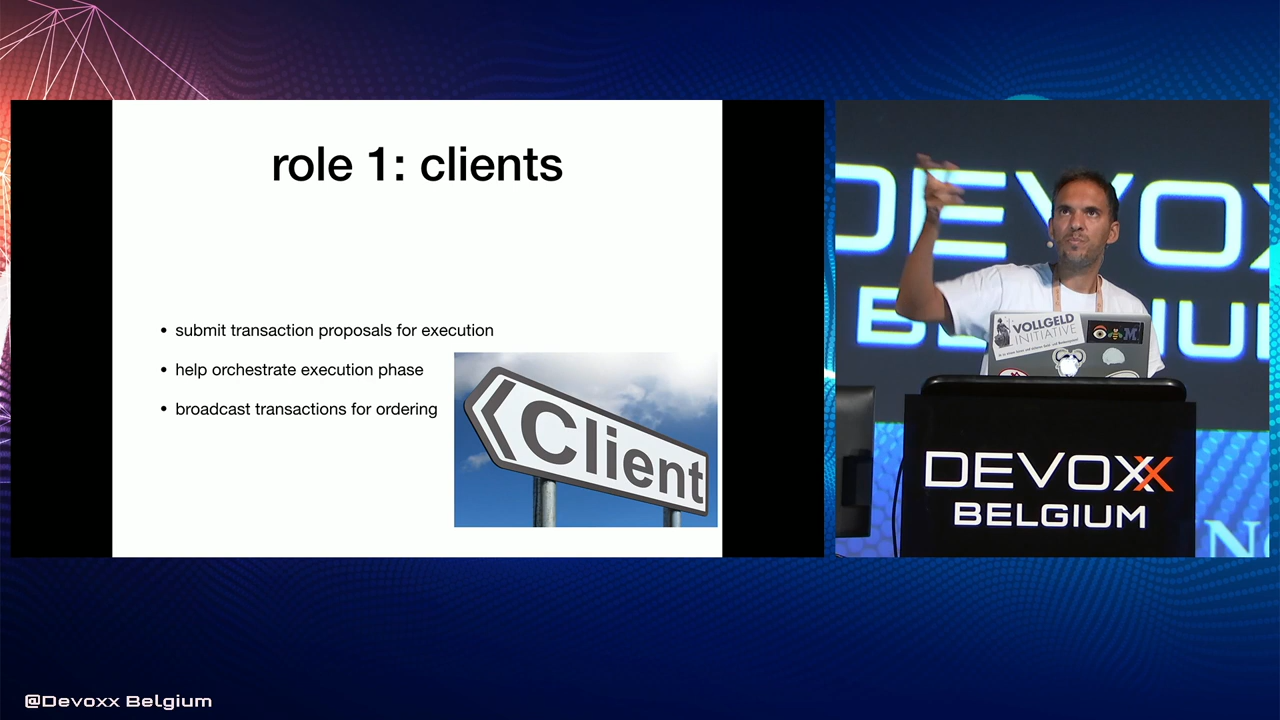 role 1: clients
• submit transaction proposals for execution
• help orchestrate execution phase
• broadcast transactions for ordering
Client
DEVOX
BELGIU
VOLLGELD
INITIATIVE
M
DEVOXX
BELGIUM
@Devoxx Belgium